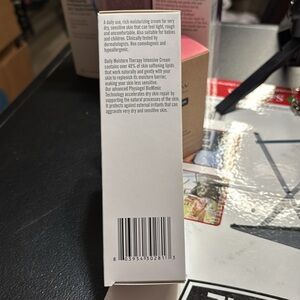 A daily use, rich moisturizing cream for very
dry, sensitive skin that can feel tight, rough
and uncomfortable. Also suitable for babies
and children. Clinically tested by
dermatologists. Non comedogenic and
hypoallergenic.
Daily Moisture Therapy Intensive Cream
contains over 40% of skin softening lipids
that work naturally and gently with your
skin to replenish its moisture barrier,
making your skin less sensitive.
Our advanced Physiogel BioMimic
Technology accelerates dry skin repair by
supporting the natural processes of the skin.
It protects against external irritants that can
aggravate very dry and sensitive skin.